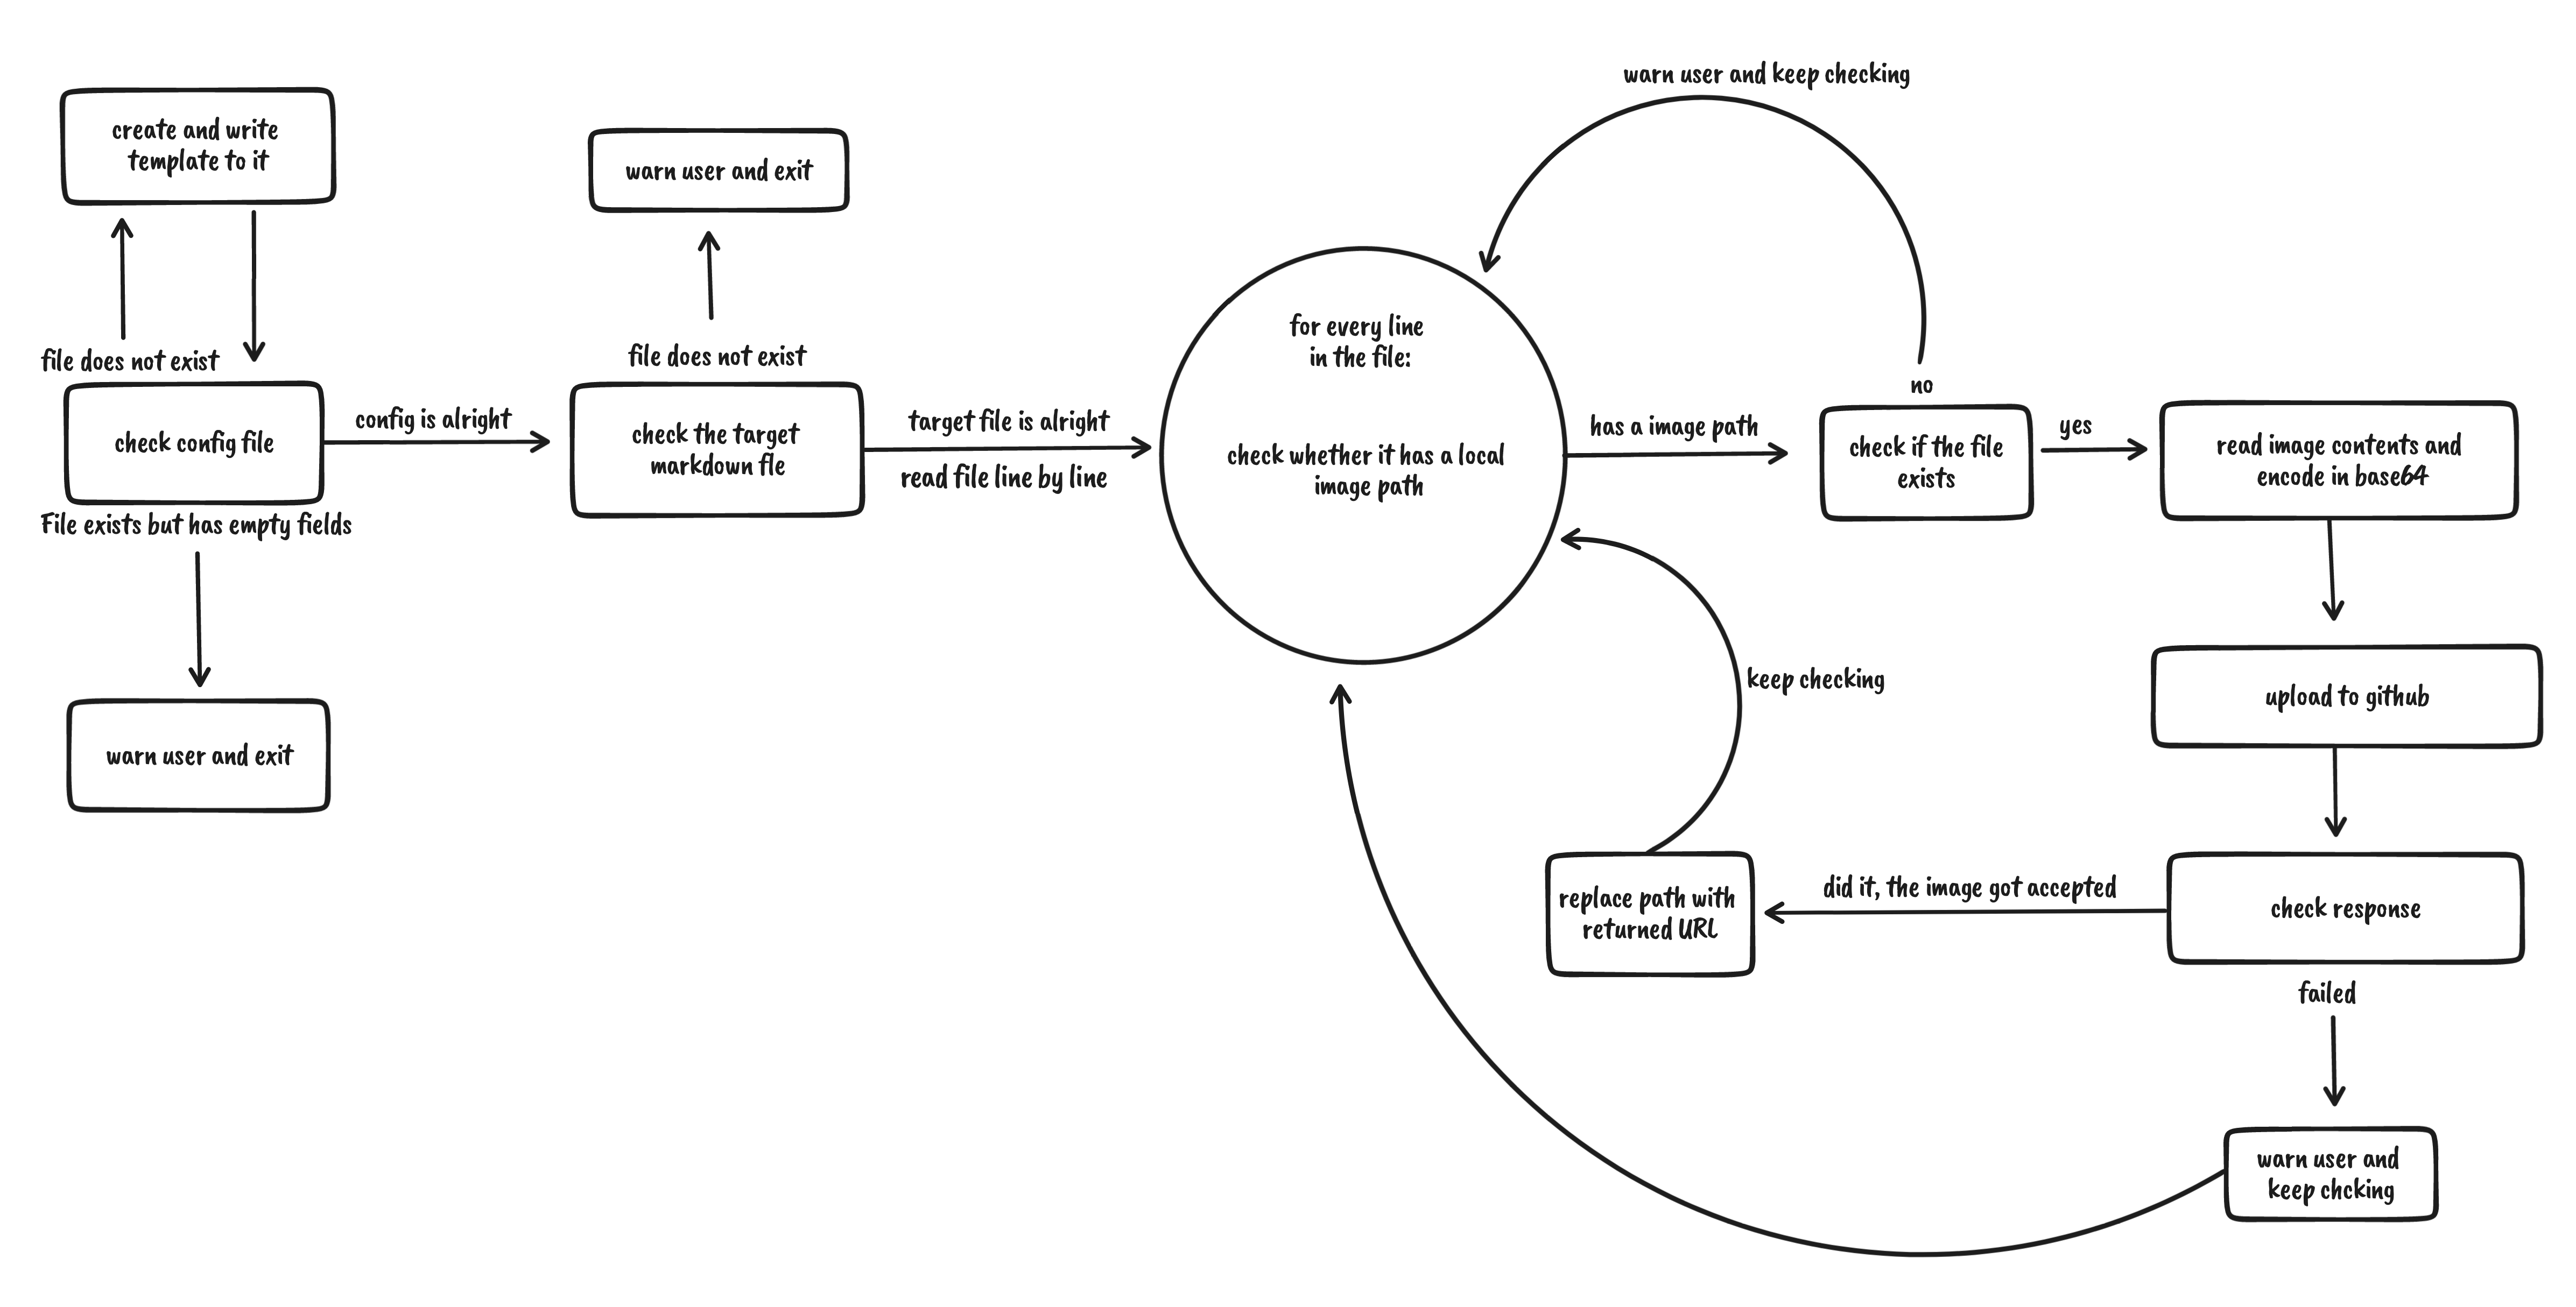 create and write
template to it
file does not exist
check config file
File exists but has empty fields
warn user and exit
config is alright
warn user and exit
file does not exist
check the target
markdown fle
target file is alright
read file line by line
for every line
in the file:
check whether it has a local
image path
warn user and keep checking
has a image path
no
check if the file
exists
yes
read image contents and
encode in base64
upload to github
check response
did it, the image got accepted
replace path with
returned URL
keep checking
failed
warn user and
keep chcking